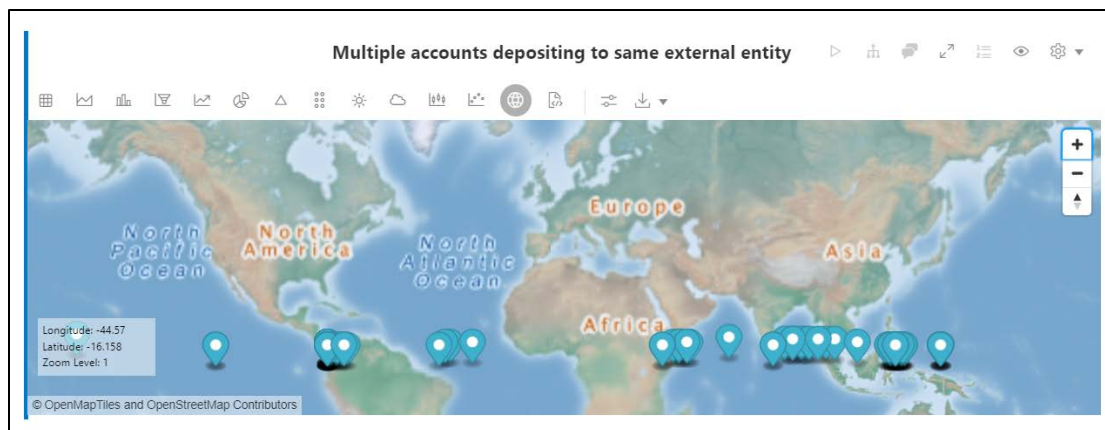 Multiple accounts depositing to same external entity
North
Pacific
Ocean
North
America
North
Atlantic
Ocean
Europe
Asia
Africa
Longitude: -44.57
Latitude: -16.158
Zoom Level: 1
© OpenMapTiles and OpenStreetMap Contributors